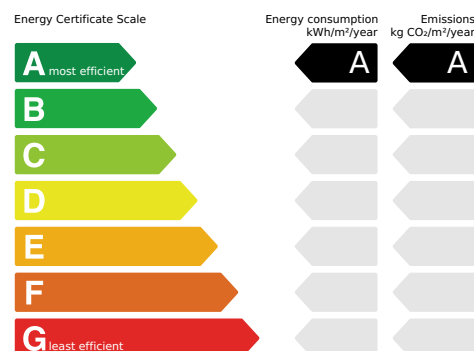 Energy Certificate Scale
Energy consumption
kWh/m²/year
Emissions
kg CO₂/m²/year
A most efficient
A
A
B
C
D
E
F
G least efficient